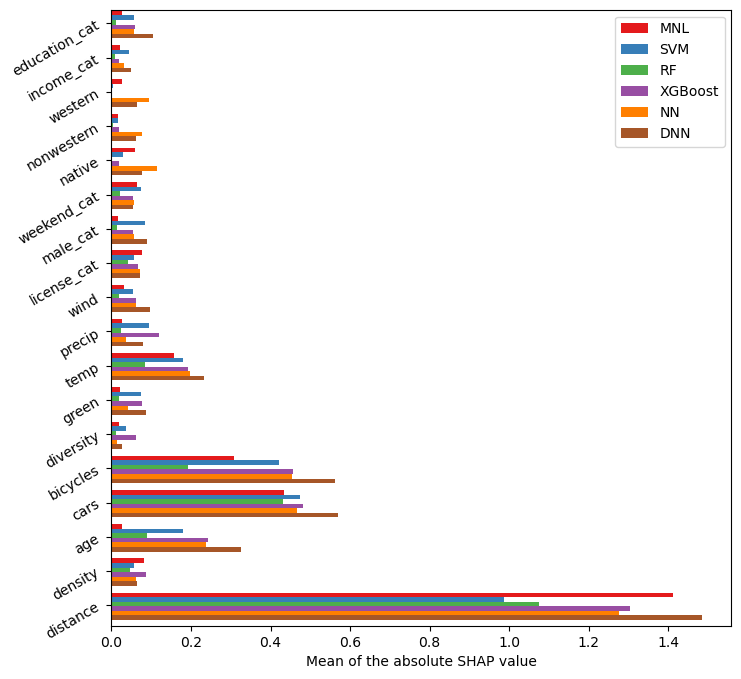 education_cat
income_cat
western
nonwestern
native
weekend_cat
male_cat
license_cat
wind
precip
temp
green
diversity
bicycles
cars
age
density
distance
MNL
SVM
RF
XGBoost
NN
DNN
0.0 0.2 0.4 0.6 0.8 1.0 1.2 1.4
Mean of the absolute SHAP value